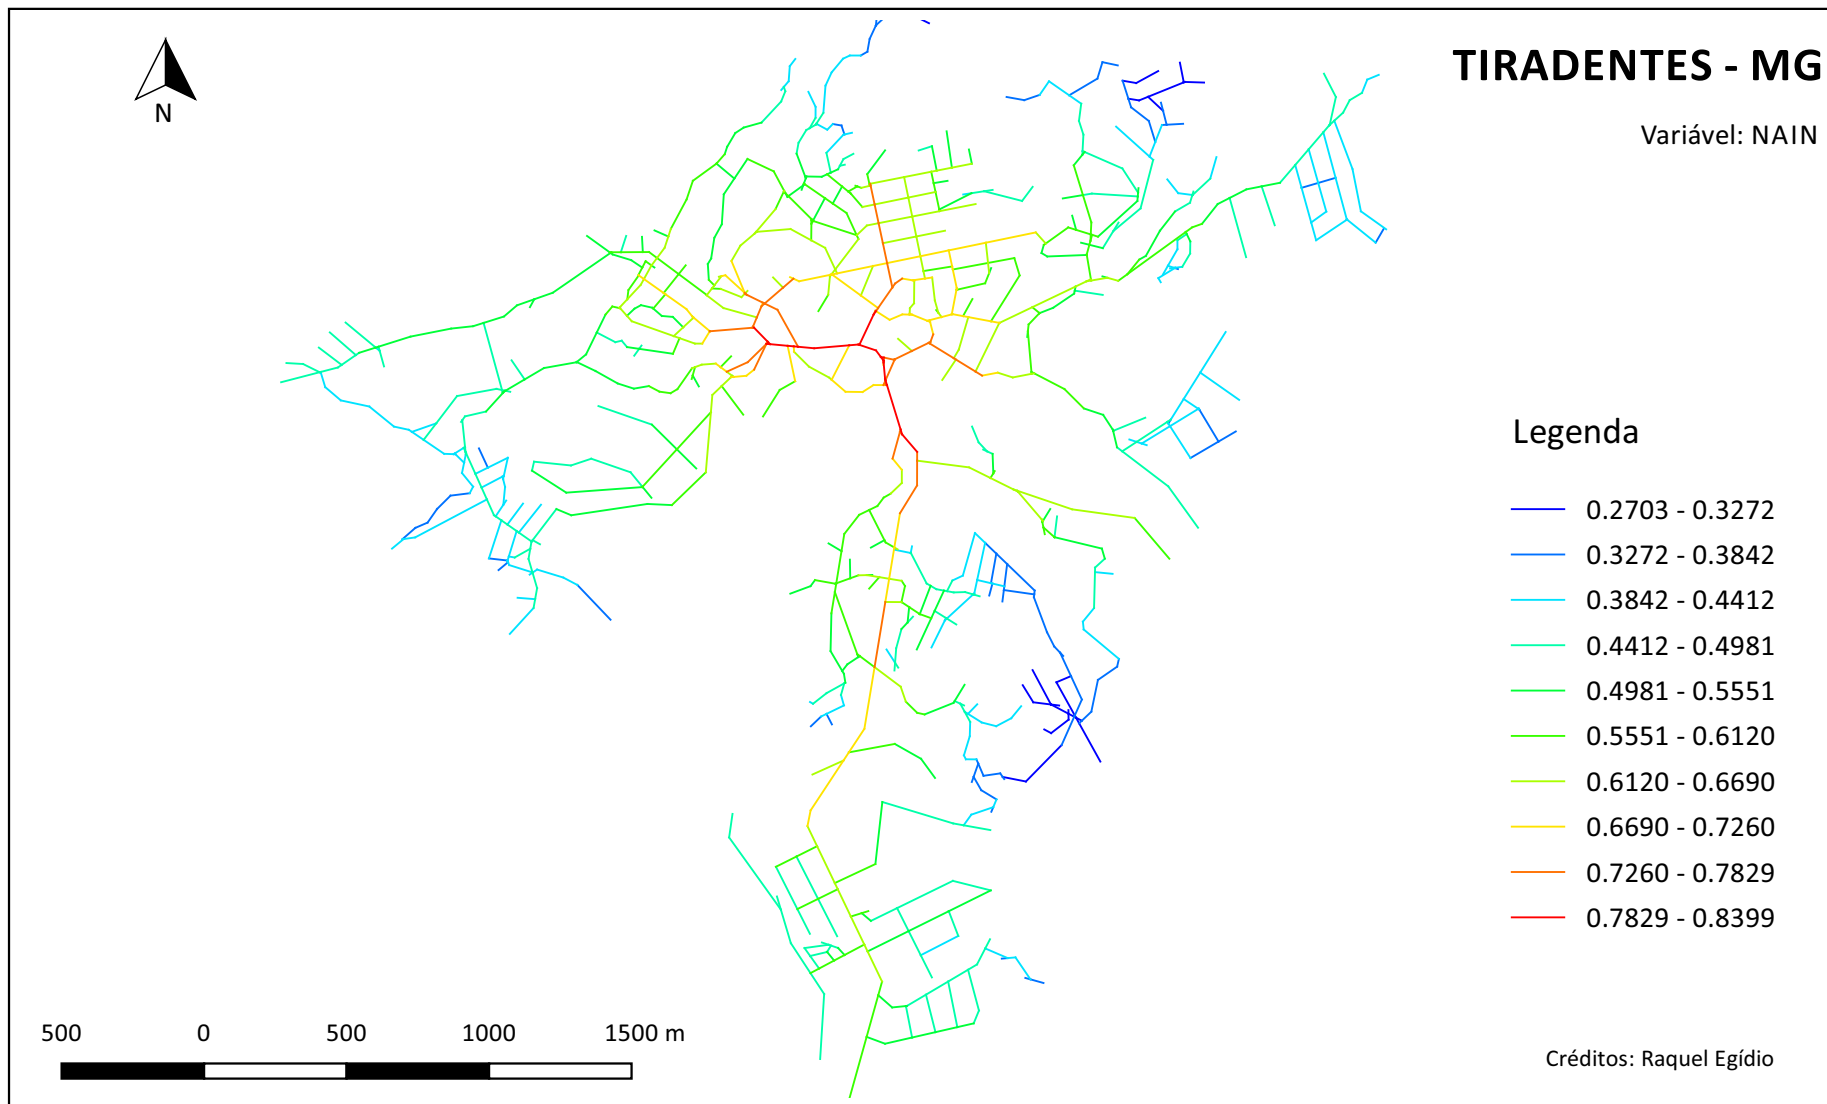 TIRADENTES - MG
N
Variável: NAIN
Legenda
0.2703 - 0.3272
0.3272 - 0.3842
0.3842 - 0.4412
0.4412 - 0.4981
0.4981 - 0.5551
0.5551 - 0.6120
0.6120 - 0.6690
0.6690 - 0.7260
0.7260 - 0.7829
0.7829 - 0.8399
500 0 500 1000 1500 m
Créditos: Raquel Egídio